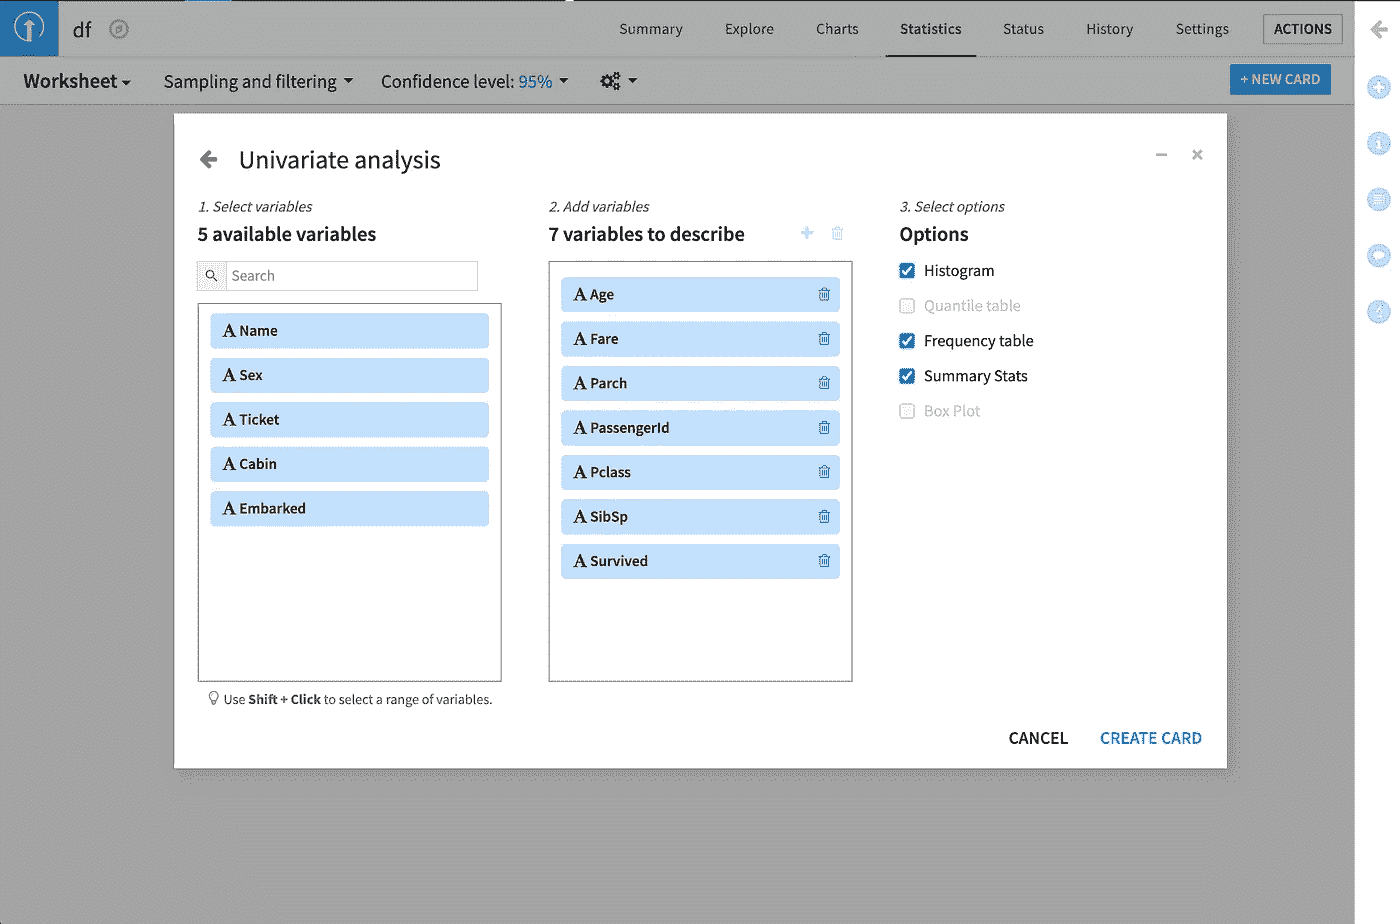 df
Summary
Explore
Charts
Statistics
Status
History
Settings
ACTIONS
Worksheet
Sampling and filtering
Confidence level: 95%
+ NEW CARD
Univariate analysis
1. Select variables
5 available variables
Search
A Name
A Sex
A Ticket
A Cabin
A Embarked
Use Shift + Click to select a range of variables.
2. Add variables
7 variables to describe
A Age
A Fare
A Parch
A PassengerId
A Pclass
A SibSp
A Survived
3. Select options
Options
Histogram
Quantile table
Frequency table
Summary Stats
Box Plot
CANCEL
CREATE CARD